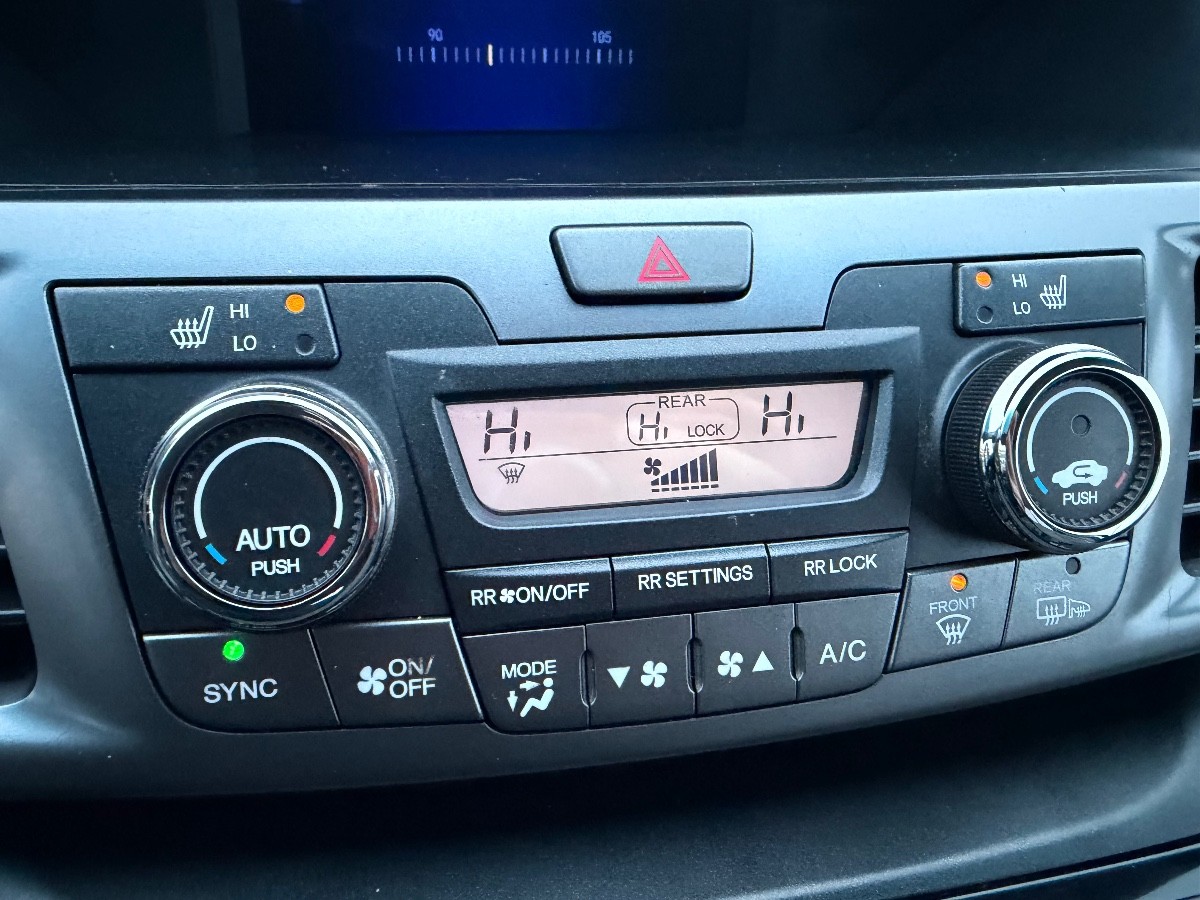 90 105
HI
LO
HI
LO
REAR
Hi Hi LOCK Hi
AUTO
PUSH
PUSH
RR ON/OFF
RR SETTINGS
RR LOCK
SYNC
ON/
OFF
MODE
A/C
FRONT
REAR